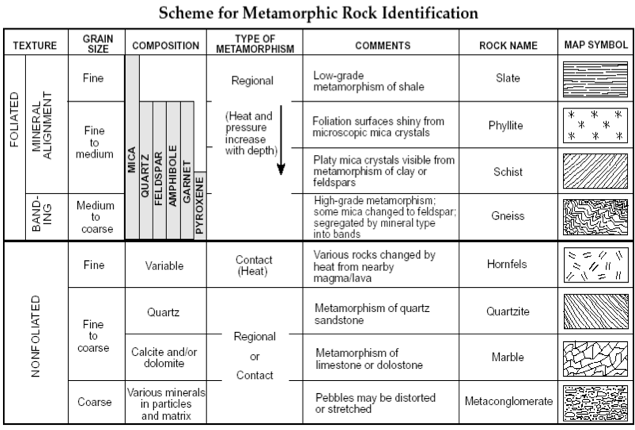 Scheme for Metamorphic Rock Identification
TEXTURE
GRAIN
SIZE
COMPOSITION
TYPE OF
METAMORPHISM
COMMENTS
ROCK NAME
MAP SYMBOL
FOLIATED
MINERAL
ALIGNMENT
Fine
MICA
QUARTZ
FELDSPAR
AMPHIBOLE
GARNET
PYROXENE
Regional
(Heat and
pressure
increase
with depth)
Low-grade
metamorphism of shale
Slate
Fine
to
medium
Foliation surfaces shiny from
microscopic mica crystals
Phyllite
Platy mica crystals visible from
metamorphism of clay or
feldspars
Schist
BAND-
ING
Medium
to
coarse
High-grade metamorphism;
some mica changed to feldspar;
segregated by mineral type
into bands
Gneiss
NONFOLIATED
Fine
Variable
Contact
(Heat)
Various rocks changed by
heat from nearby
magma/lava
Hornfels
Fine
to
coarse
Quartz
Regional
or
Contact
Metamorphism of quartz
sandstone
Quartzite
Calcite and/or
dolomite
Metamorphism of
limestone or dolostone
Marble
Coarse
Various minerals
in particles
and matrix
Pebbles may be distorted
or stretched
Metaconglomerate